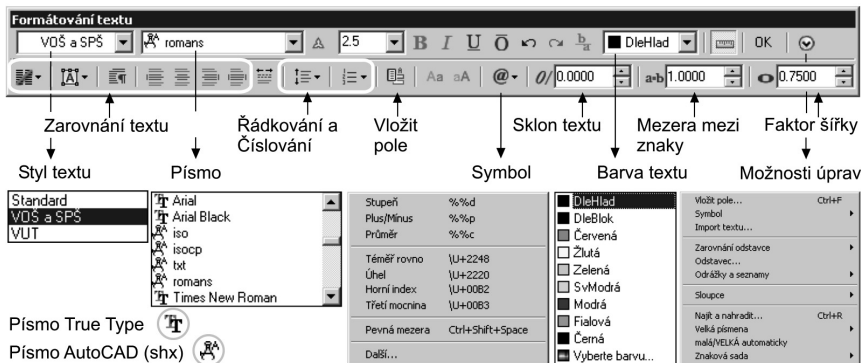 Formátování textu
VOŠ a SPŠ romans 2.5 B I U O b/a DleHlad OK
Aa aA @ 0/ 0.0000 a•b 1.0000 0.7500
Zarovnání textu
Řádkování a
Číslování
Vložit
pole
Sklon textu
Mezera mezi
znaky
Faktor šířky
Styl textu
Písmo
Symbol
Barva textu
Možnosti úprav
Standard
VOŠ a SPŠ
VUT
Arial
Arial Black
iso
isocp
txt
romans
Times New Roman
Písmo True Type
Písmo AutoCAD (shx)
Stupeň %%d
Plus/Mínus %%p
Průměr %%c
Téměř rovno \U+2248
Úhel \U+2220
Horní index \U+00B2
Třetí mocnina \U+00B3
Pevná mezera Ctrl+Shift+Space
Další...
DleHlad
DleBlok
Červená
Žlutá
Zelená
SvModrá
Modrá
Fialová
Černá
Vyberte barvu...
Vložit pole... Ctrl+F
Symbol
Import textu...
Zarovnání odstavce
Odstavec...
Odrážky a seznamy
Sloupce
Najít a nahradit... Ctrl+R
Velká písmena
malá/VELKÁ automaticky
Znaková sada